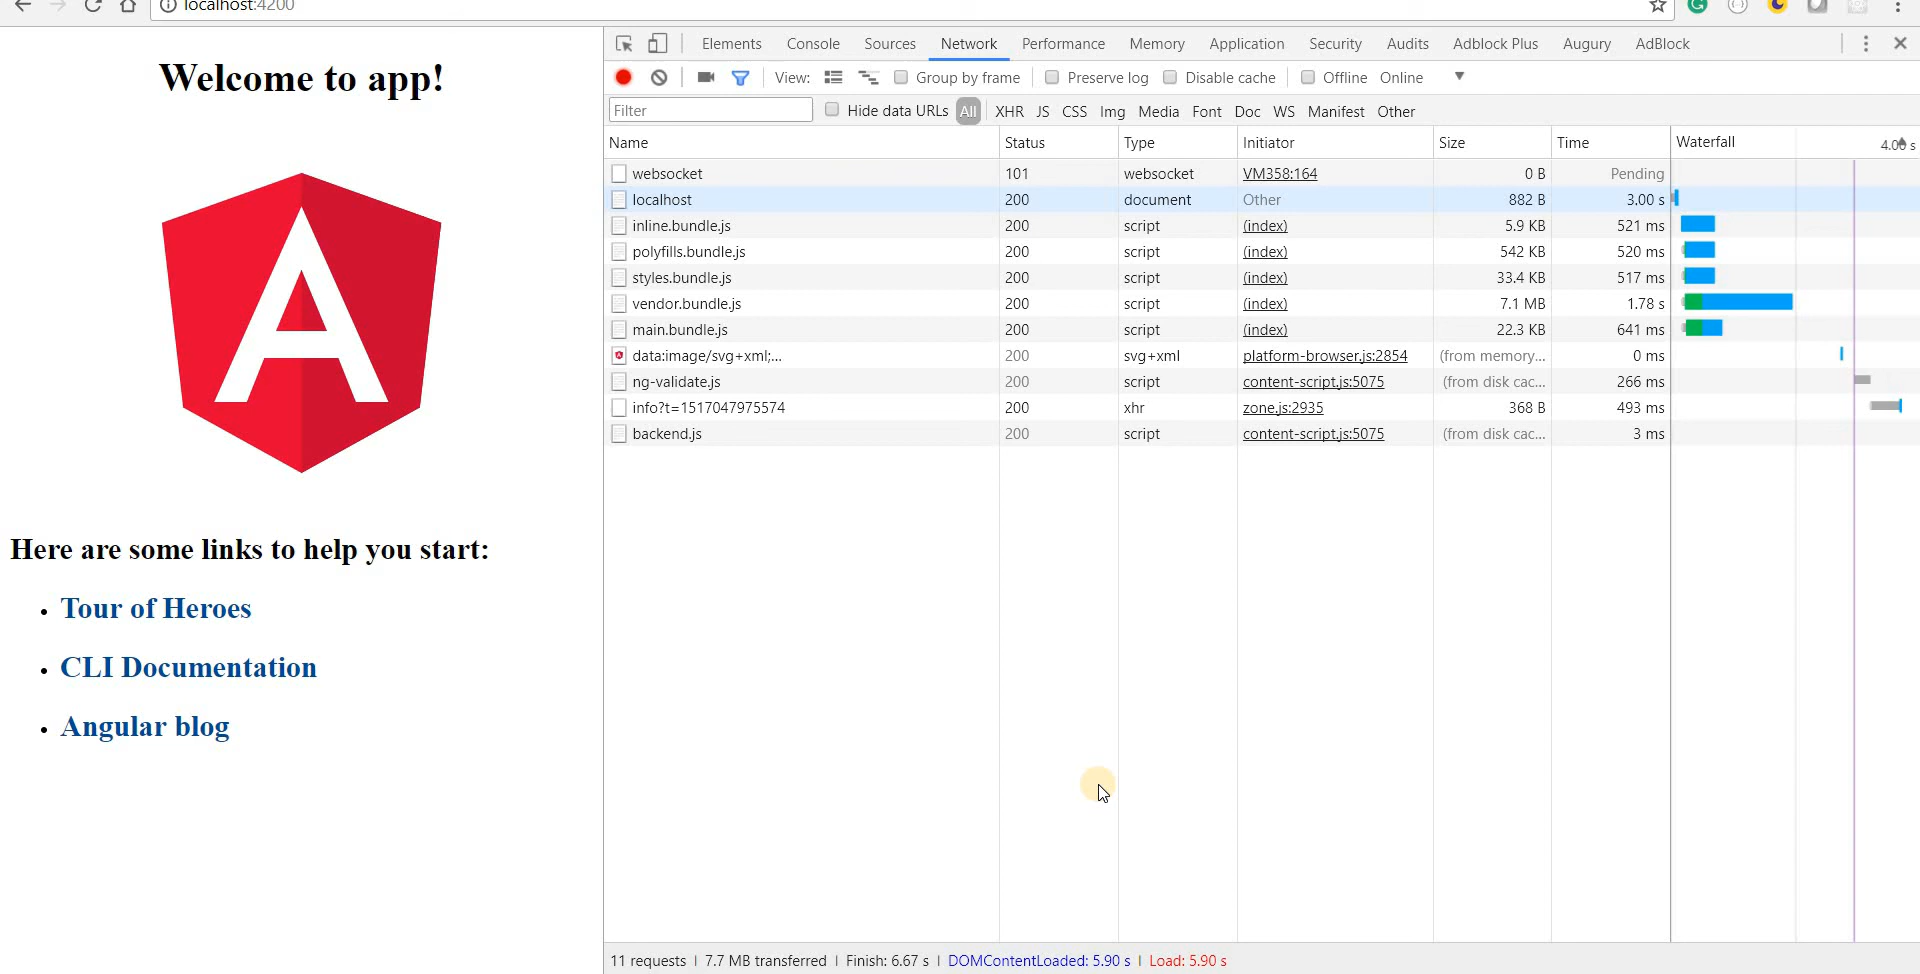 localhost:4200
Welcome to app!
A
Here are some links to help you start:
Tour of Heroes
CLI Documentation
Angular blog
Elements Console Sources Network Performance Memory Application Security Audits Adblock Plus Augury AdBlock
View: Group by frame Preserve log Disable cache Offline Online
Filter Hide data URLs All XHR JS CSS Img Media Font Doc WS Manifest Other
Name Status Type Initiator Size Time Waterfall 4.00 s
websocket 101 websocket VM358:164 0 B Pending
localhost 200 document Other 882 B 3.00 s
inline.bundle.js 200 script (index) 5.9 KB 521 ms
polyfills.bundle.js 200 script (index) 542 KB 520 ms
styles.bundle.js 200 script (index) 33.4 KB 517 ms
vendor.bundle.js 200 script (index) 7.1 MB 1.78 s
main.bundle.js 200 script (index) 22.3 KB 641 ms
data:image/svg+xml;... 200 svg+xml platform-browser.js:2854 (from memory... 0 ms
ng-validate.js 200 script content-script.js:5075 (from disk cac... 266 ms
info?t=1517047975574 200 xhr zone.js:2935 368 B 493 ms
backend.js 200 script content-script.js:5075 (from disk cac... 3 ms
11 requests | 7.7 MB transferred | Finish: 6.67 s | DOMContentLoaded: 5.90 s | Load: 5.90 s